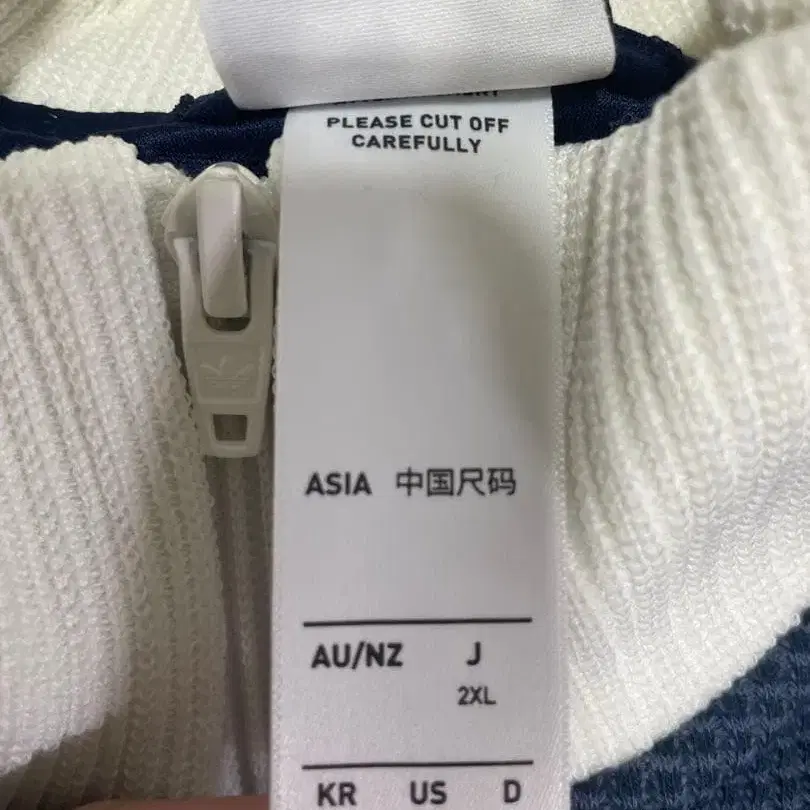 PLEASE CUT OFF
CAREFULLY
ASIA 中国尺码
AU/NZ J
2XL
KR US D